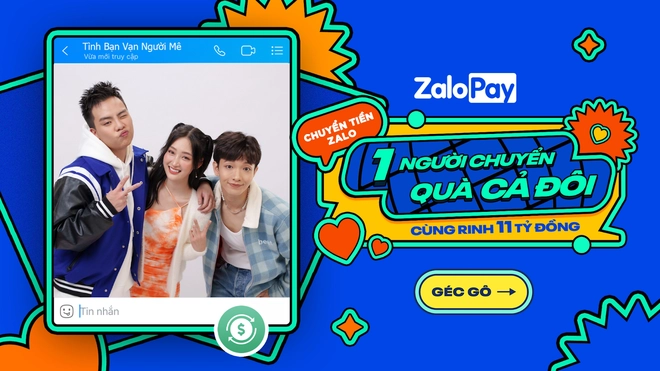 Tình Bạn Vạn Người Mê
Vừa mới truy cập
Tin nhắn
$
ZaloPay
CHUYỂN TIỀN
ZALO
1 NGƯỜI CHUYỂN
QUÀ CẢ ĐÔI
CÙNG RINH 11 TỶ ĐỒNG
GÉC GÔ →